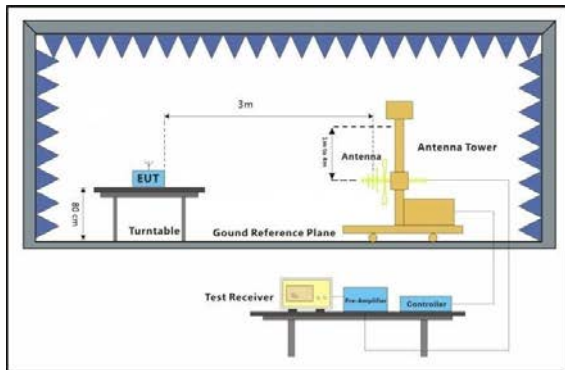 3m
1m to 4m
Antenna
Antenna Tower
EUT
80 cm
Turntable
Gound Reference Plane
Test Receiver
Pre-Amplifier
Controller